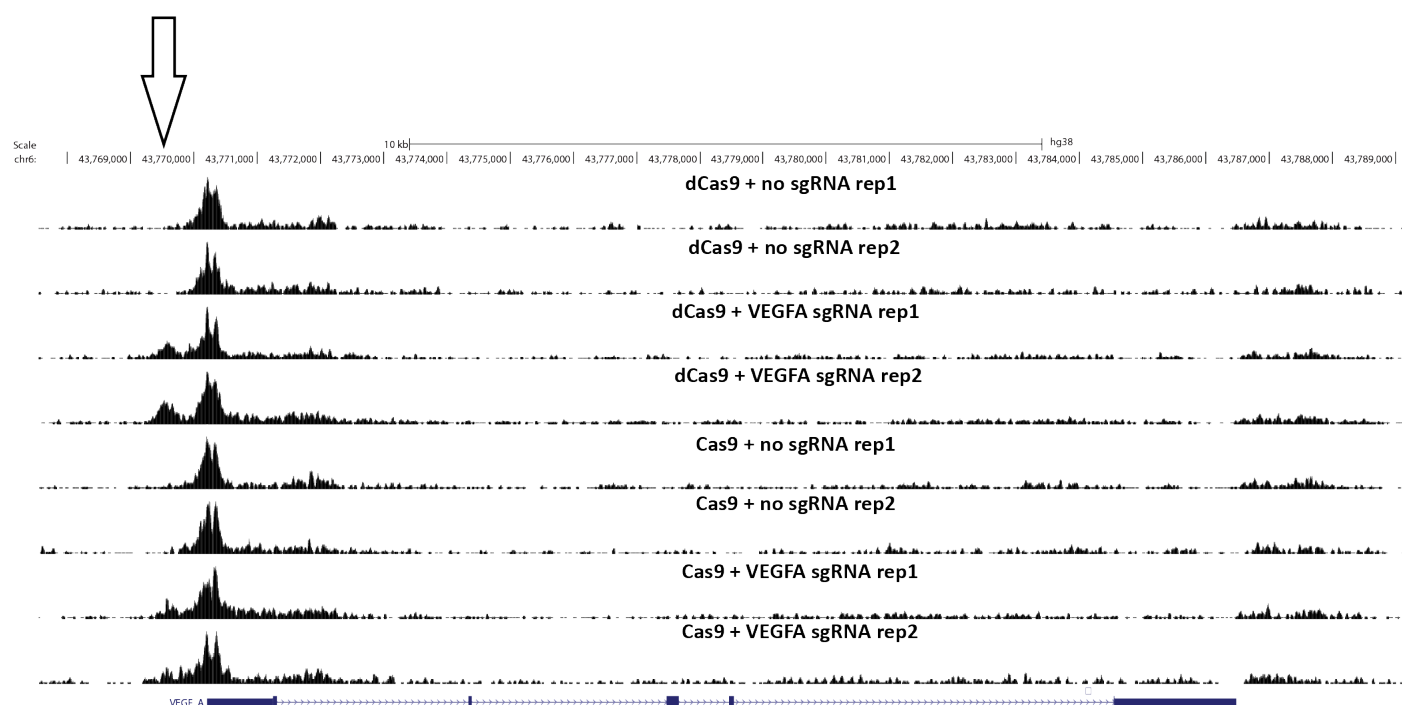 Scale 10 kb hg38
chr6: 43,769,000 43,770,000 43,771,000 43,772,000 43,773,000 43,774,000 43,775,000 43,776,000 43,777,000 43,778,000 43,779,000 43,780,000 43,781,000 43,782,000 43,783,000 43,784,000 43,785,000 43,786,000 43,787,000 43,788,000 43,789,000
dCas9 + no sgRNA rep1
dCas9 + no sgRNA rep2
dCas9 + VEGFA sgRNA rep1
dCas9 + VEGFA sgRNA rep2
Cas9 + no sgRNA rep1
Cas9 + no sgRNA rep2
Cas9 + VEGFA sgRNA rep1
Cas9 + VEGFA sgRNA rep2
VEGF A